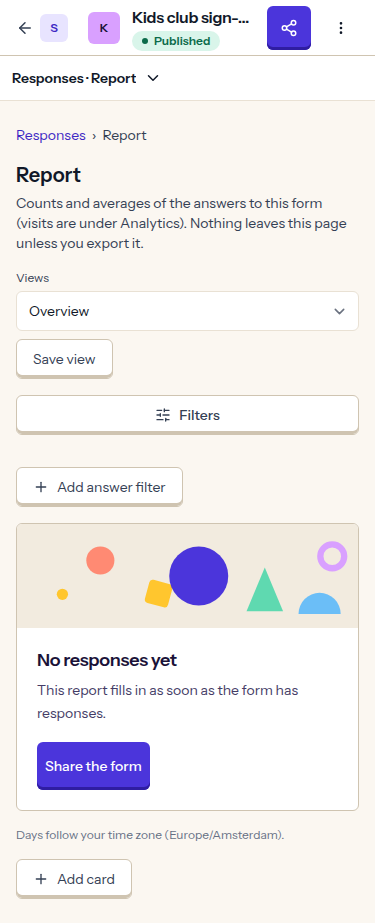 S
K
Kids club sign-...
Published
Responses · Report
Responses › Report
Report
Counts and averages of the answers to this form
(visits are under Analytics). Nothing leaves this page
unless you export it.
Views
Overview
Save view
Filters
Add answer filter
No responses yet
This report fills in as soon as the form has
responses.
Share the form
Days follow your time zone (Europe/Amsterdam).
Add card